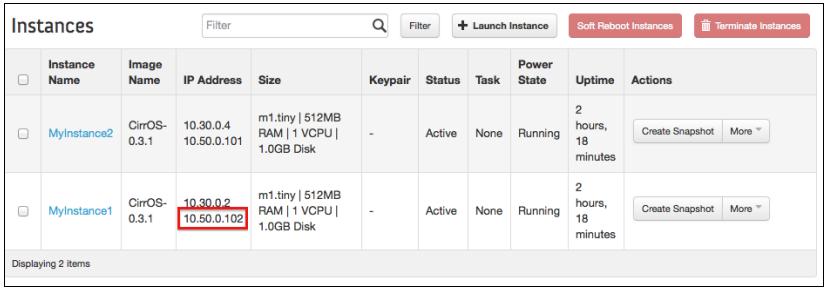 Instances
Filter
Filter
+ Launch Instance
Soft Reboot Instances
Terminate Instances
Instance Name
Image Name
IP Address
Size
Keypair
Status
Task
Power State
Uptime
Actions
MyInstance2
CirrOS-
0.3.1
10.30.0.4
10.50.0.101
m1.tiny | 512MB
RAM | 1 VCPU |
1.0GB Disk
-
Active
None
Running
2
hours,
18
minutes
Create Snapshot
More
MyInstance1
CirrOS-
0.3.1
10.30.0.2
10.50.0.102
m1.tiny | 512MB
RAM | 1 VCPU |
1.0GB Disk
-
Active
None
Running
2
hours,
18
minutes
Create Snapshot
More
Displaying 2 items